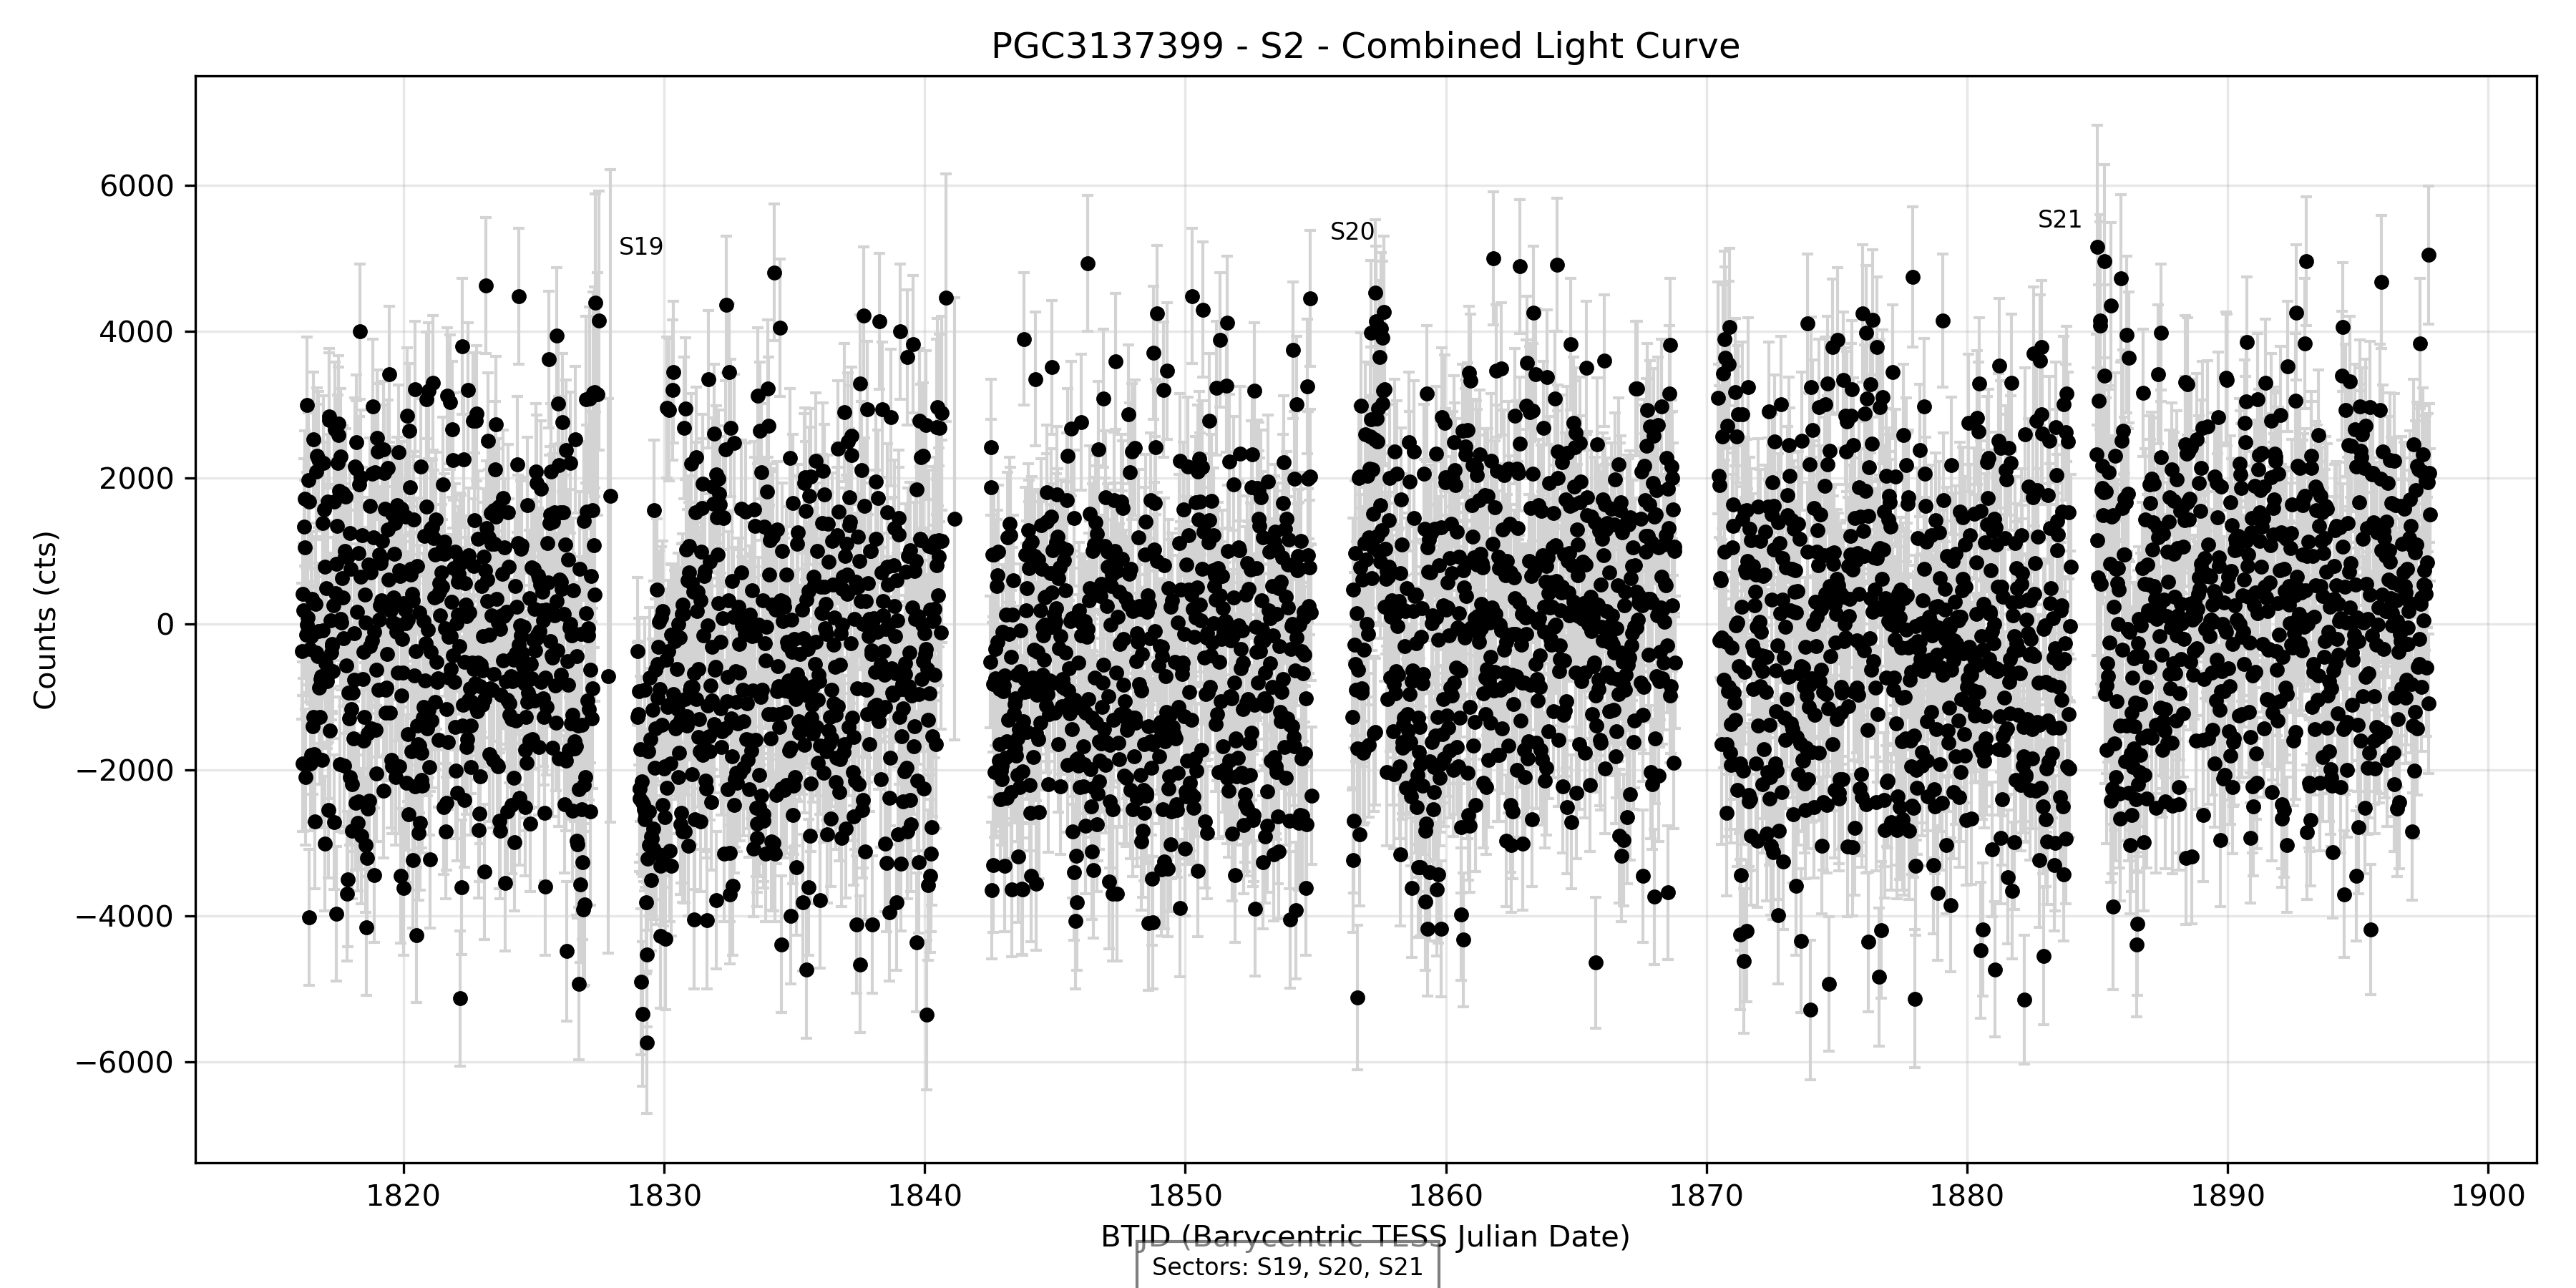 PGC3137399 - S2 - Combined Light Curve
Counts (cts)
6000
4000
2000
0
−2000
−4000
−6000
S19
S20
S21
1820
1830
1840
1850
1860
1870
1880
1890
1900
BTJD (Barycentric TESS Julian Date)
Sectors: S19, S20, S21